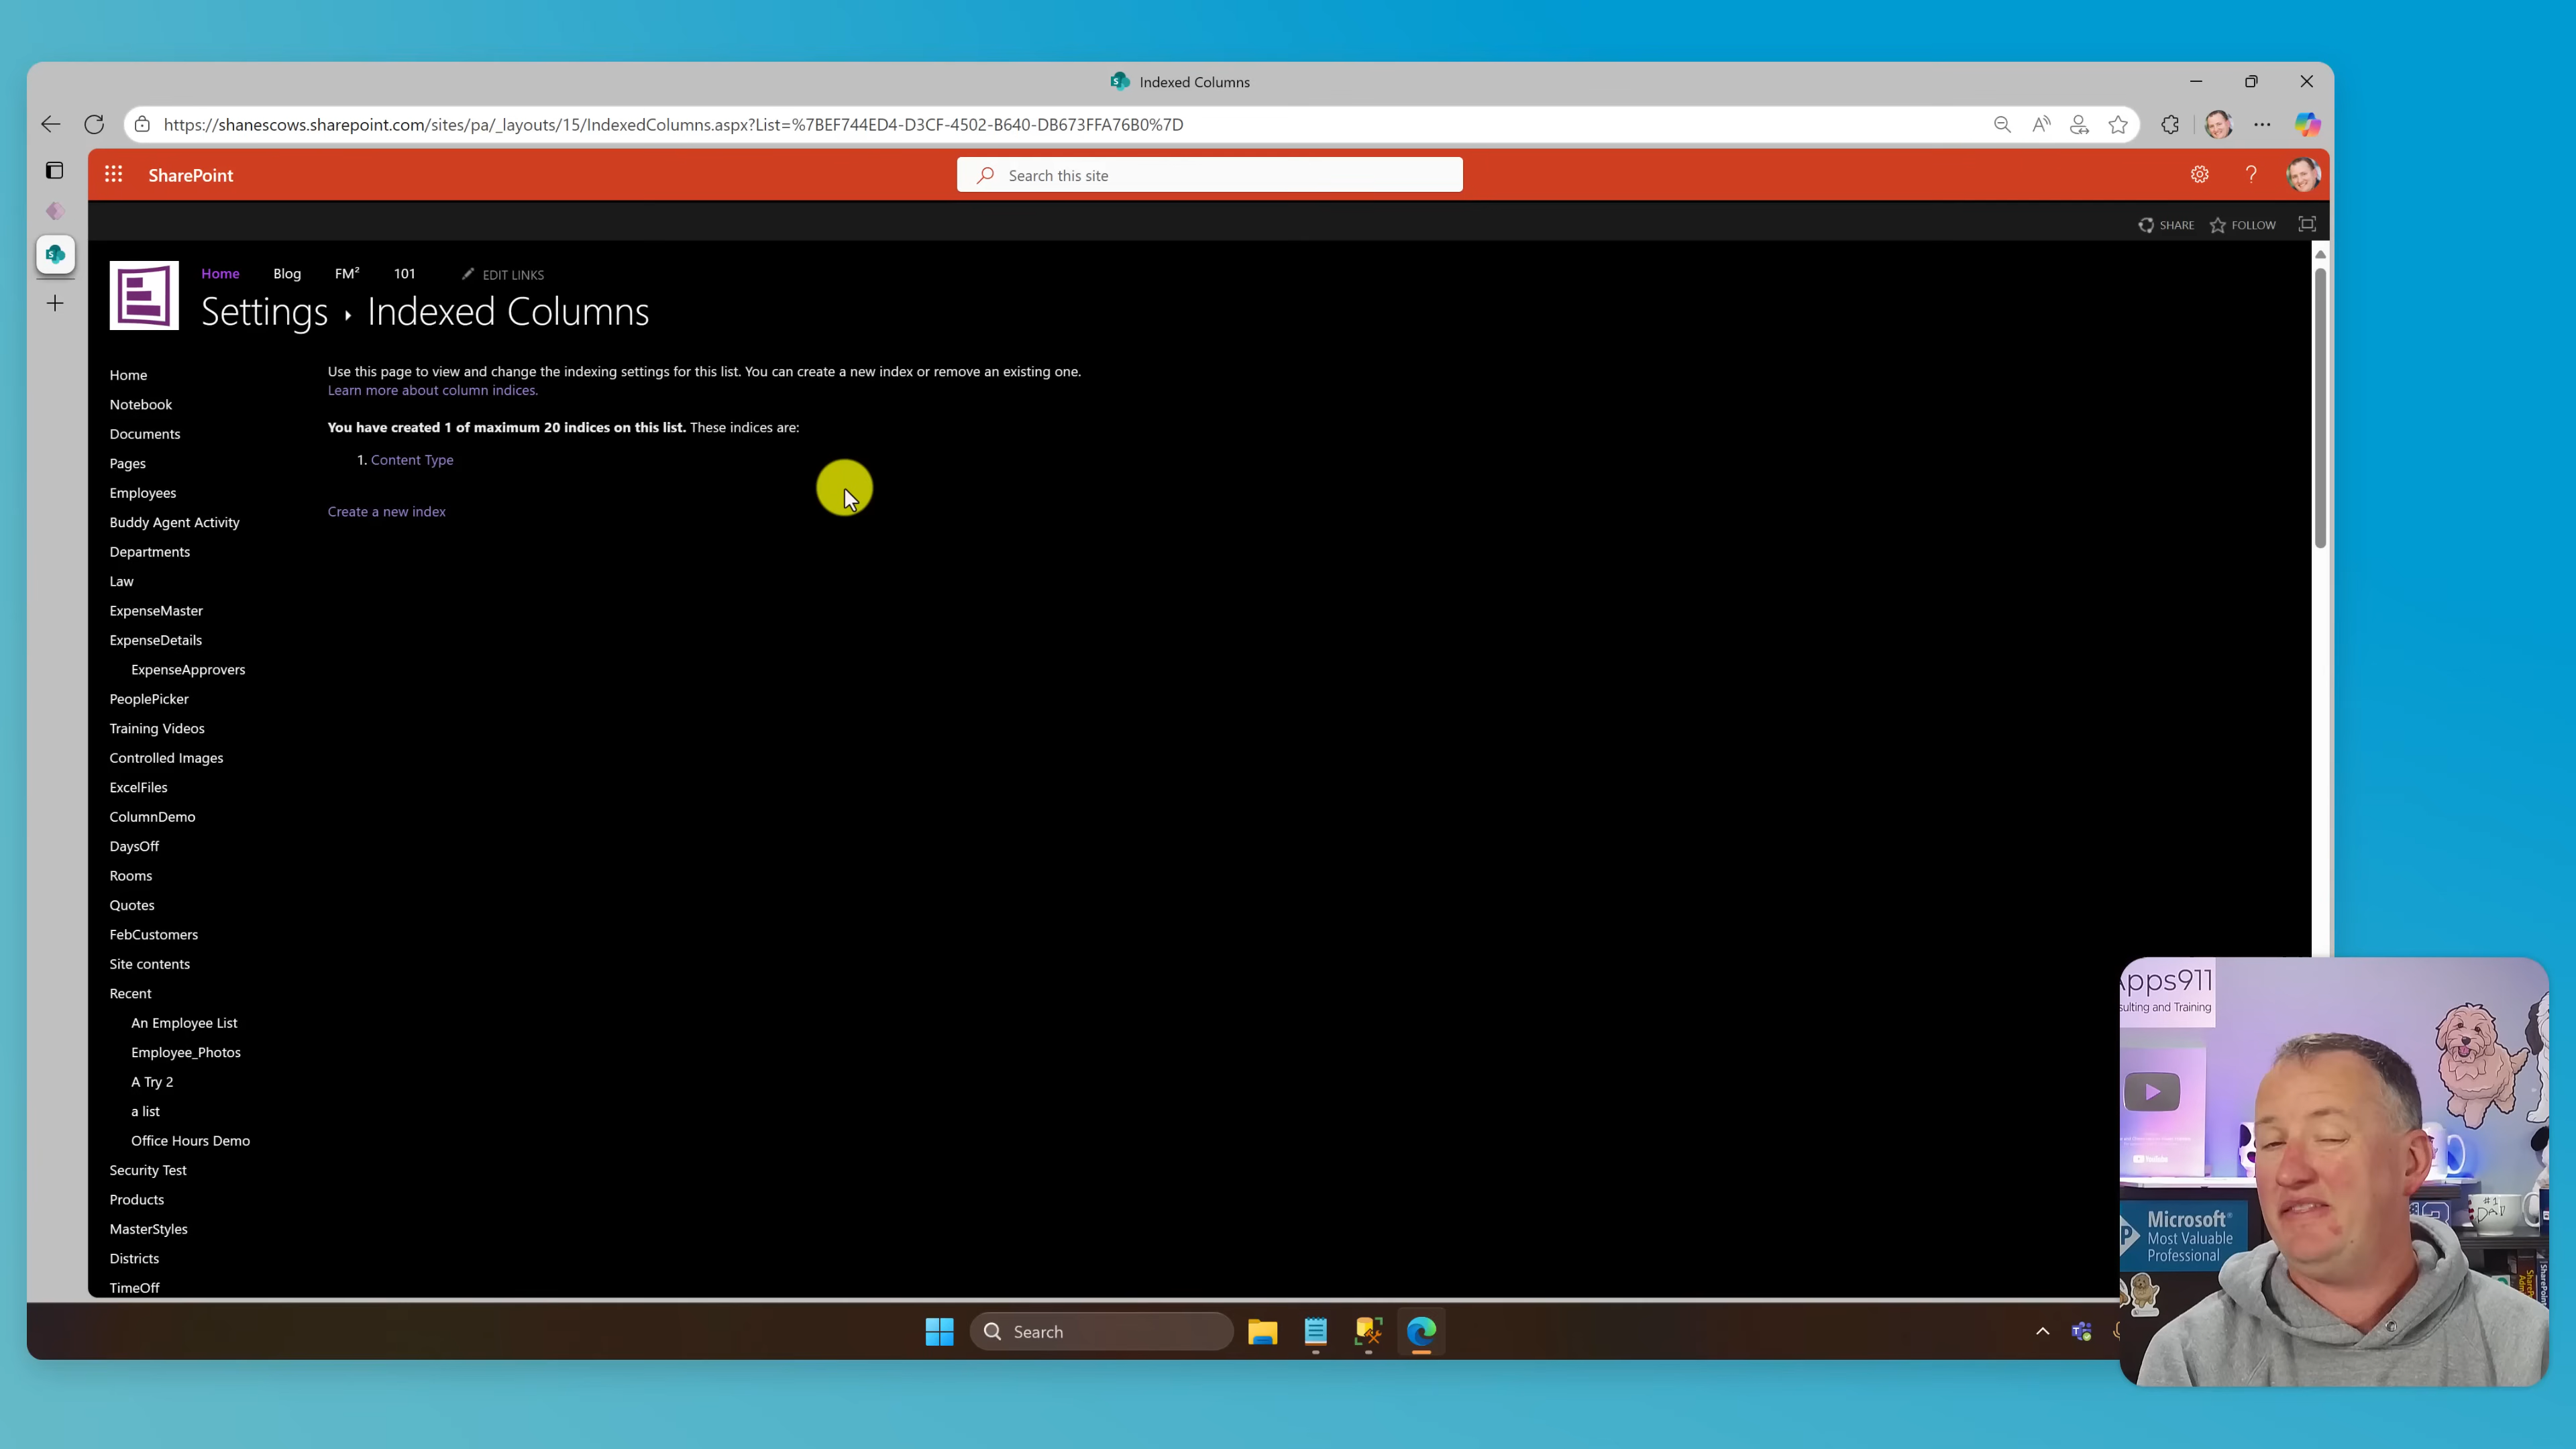 Indexed Columns
https://shanescows.sharepoint.com/sites/pa/_layouts/15/IndexedColumns.aspx?List=%7BEF744ED4-D3CF-4502-B640-DB673FFA76B0%7D
SharePoint
Search this site
SHARE
FOLLOW
Home
Blog
FM²
101
EDIT LINKS
Settings ▸ Indexed Columns
Home
Notebook
Documents
Pages
Employees
Buddy Agent Activity
Departments
Law
ExpenseMaster
ExpenseDetails
ExpenseApprovers
PeoplePicker
Training Videos
Controlled Images
ExcelFiles
ColumnDemo
DaysOff
Rooms
Quotes
FebCustomers
Site contents
Recent
An Employee List
Employee_Photos
A Try 2
a list
Office Hours Demo
Security Test
Products
MasterStyles
Districts
TimeOff
Use this page to view and change the indexing settings for this list. You can create a new index or remove an existing one.
Learn more about column indices.
You have created 1 of maximum 20 indices on this list. These indices are:
1. Content Type
Create a new index
Search
Apps911
sulting and Training
YouTube
Microsoft®
Most Valuable
Professional
#1
DAD